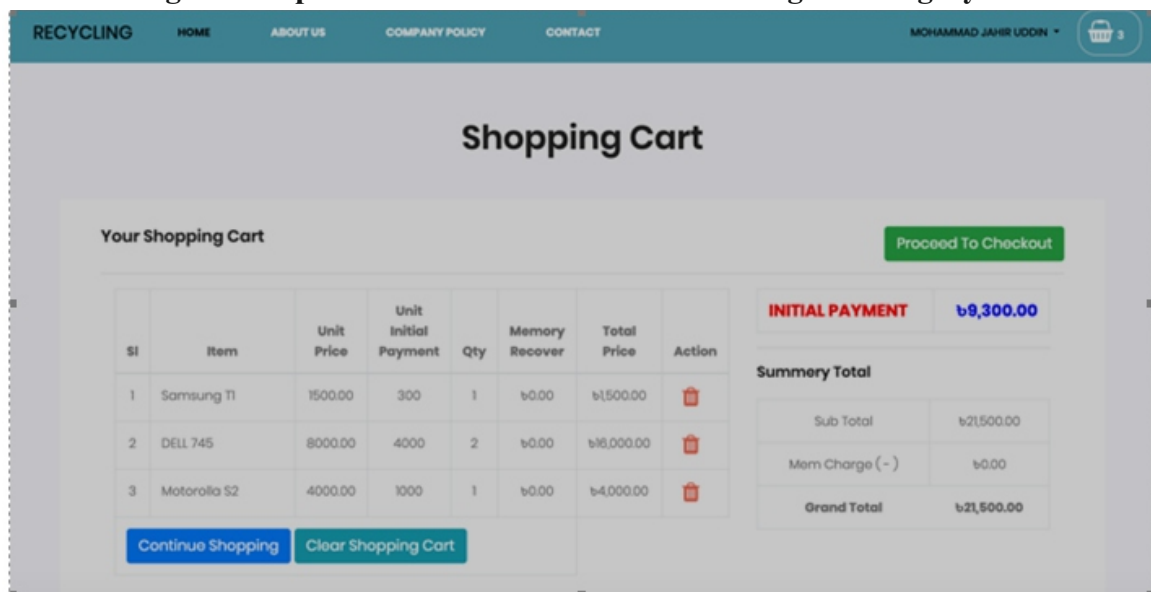 RECYCLING HOME ABOUT US COMPANY POLICY CONTACT MOHAMMAD JAHIR UDDIN 3
Shopping Cart
Your Shopping Cart
Proceed To Checkout
Sl Item Unit Price Unit Initial Payment Qty Memory Recover Total Price Action
1 Samsung T1 1500.00 300 1 ৳0.00 ৳1,500.00
2 DELL 745 8000.00 4000 2 ৳0.00 ৳16,000.00
3 Motorolla S2 4000.00 1000 1 ৳0.00 ৳4,000.00
Continue Shopping Clear Shopping Cart
INITIAL PAYMENT ৳9,300.00
Summery Total
Sub Total ৳21,500.00
Mem Charge ( - ) ৳0.00
Grand Total ৳21,500.00